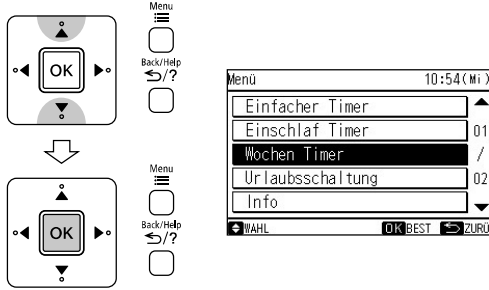 Menu
OK
Back/Help
/?
Menu
OK
Back/Help
/?
Menü 10:54(Mi)
Einfacher Timer
Einschlaf Timer 01
Wochen Timer /
Urlaubsschaltung 02
Info
WAHL OK BEST ZURÜ